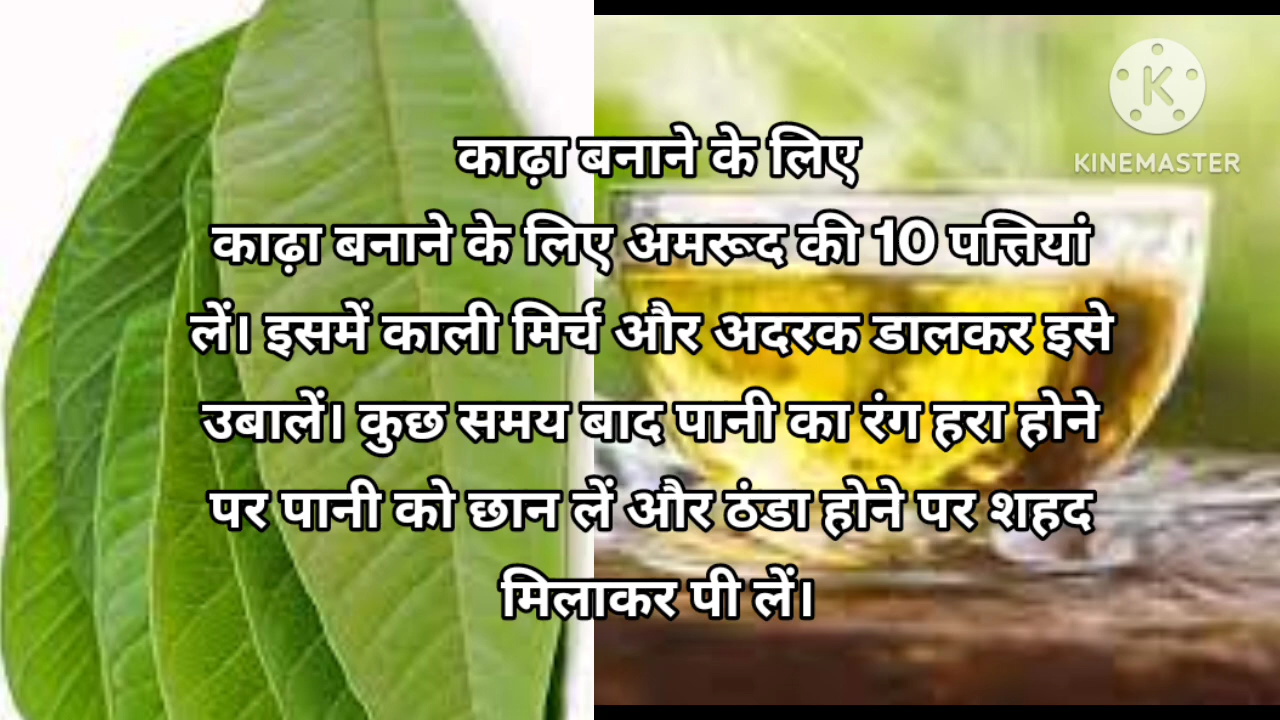 K
KINEMASTER
काढ़ा बनाने के लिए
काढ़ा बनाने के लिए अमरूद की 10 पत्तियां
लें। इसमें काली मिर्च और अदरक डालकर इसे
उबालें। कुछ समय बाद पानी का रंग हरा होने
पर पानी को छान लें और ठंडा होने पर शहद
मिलाकर पी लें।